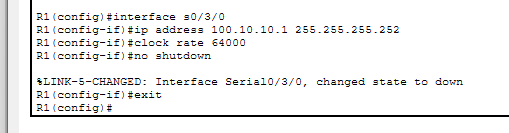 R1(config)#interface s0/3/0
R1(config-if)#ip address 100.10.10.1 255.255.255.252
R1(config-if)#clock rate 64000
R1(config-if)#no shutdown
%LINK-5-CHANGED: Interface Serial0/3/0, changed state to down
R1(config-if)#exit
R1(config)#